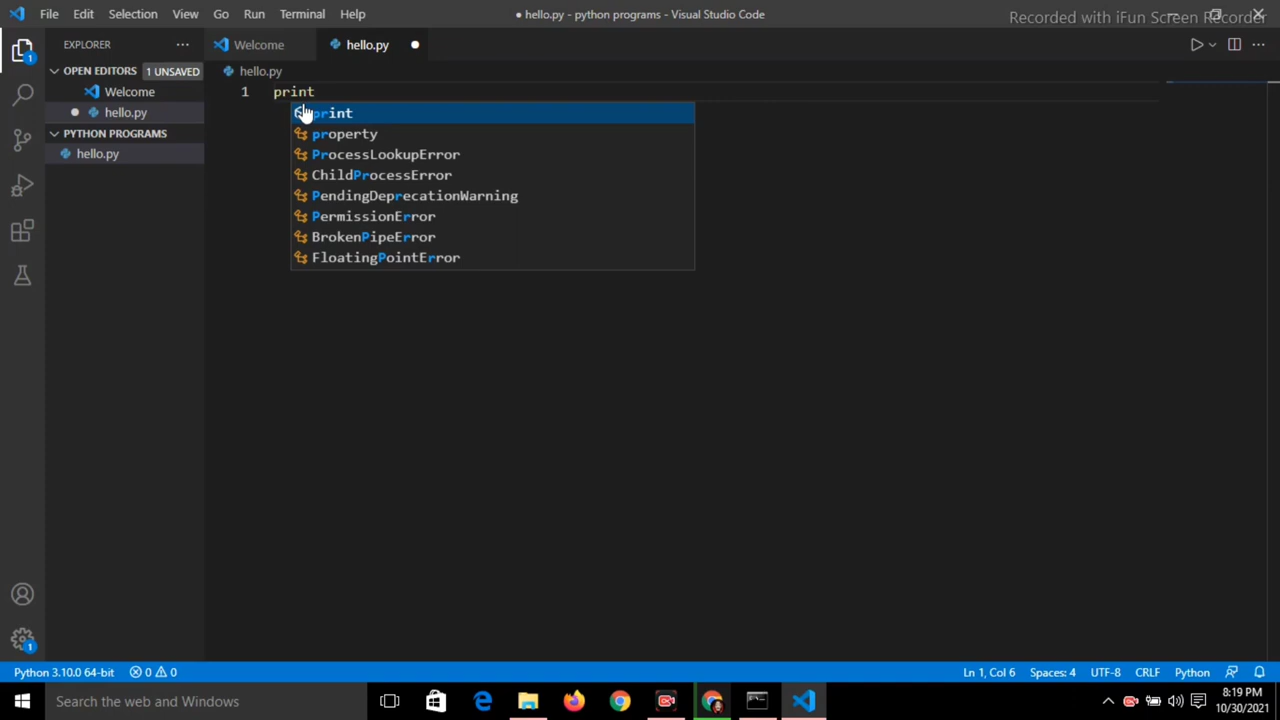 File Edit Selection View Go Run Terminal Help
● hello.py - python programs - Visual Studio Code
Recorded with iFun Screen Recorder
EXPLORER
Welcome
hello.py
OPEN EDITORS
1 UNSAVED
hello.py
Welcome
1
print
hello.py
print
PYTHON PROGRAMS
property
hello.py
ProcessLookupError
ChildProcessError
PendingDeprecationWarning
PermissionError
BrokenPipeError
FloatingPointError
1
1
Python 3.10.0 64-bit
0
0
Ln 1, Col 6
Spaces: 4
UTF-8
CRLF
Python
Search the web and Windows
8:19 PM
10/30/2021